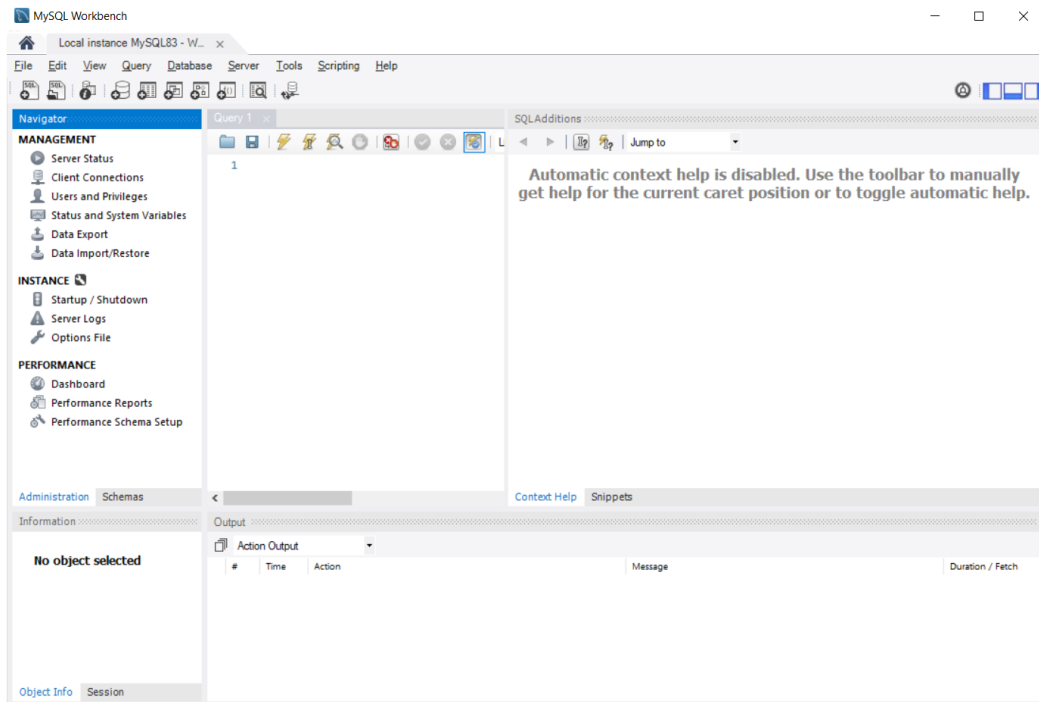 MySQL Workbench
Local instance MySQL83 - W...
File Edit View Query Database Server Tools Scripting Help
Navigator
MANAGEMENT
Server Status
Client Connections
Users and Privileges
Status and System Variables
Data Export
Data Import/Restore
INSTANCE
Startup / Shutdown
Server Logs
Options File
PERFORMANCE
Dashboard
Performance Reports
Performance Schema Setup
Administration Schemas
Query 1
L
1
SQLAdditions
Jump to
Automatic context help is disabled. Use the toolbar to manually
get help for the current caret position or to toggle automatic help.
Context Help Snippets
Information
No object selected
Object Info Session
Output
Action Output
# Time Action Message Duration / Fetch